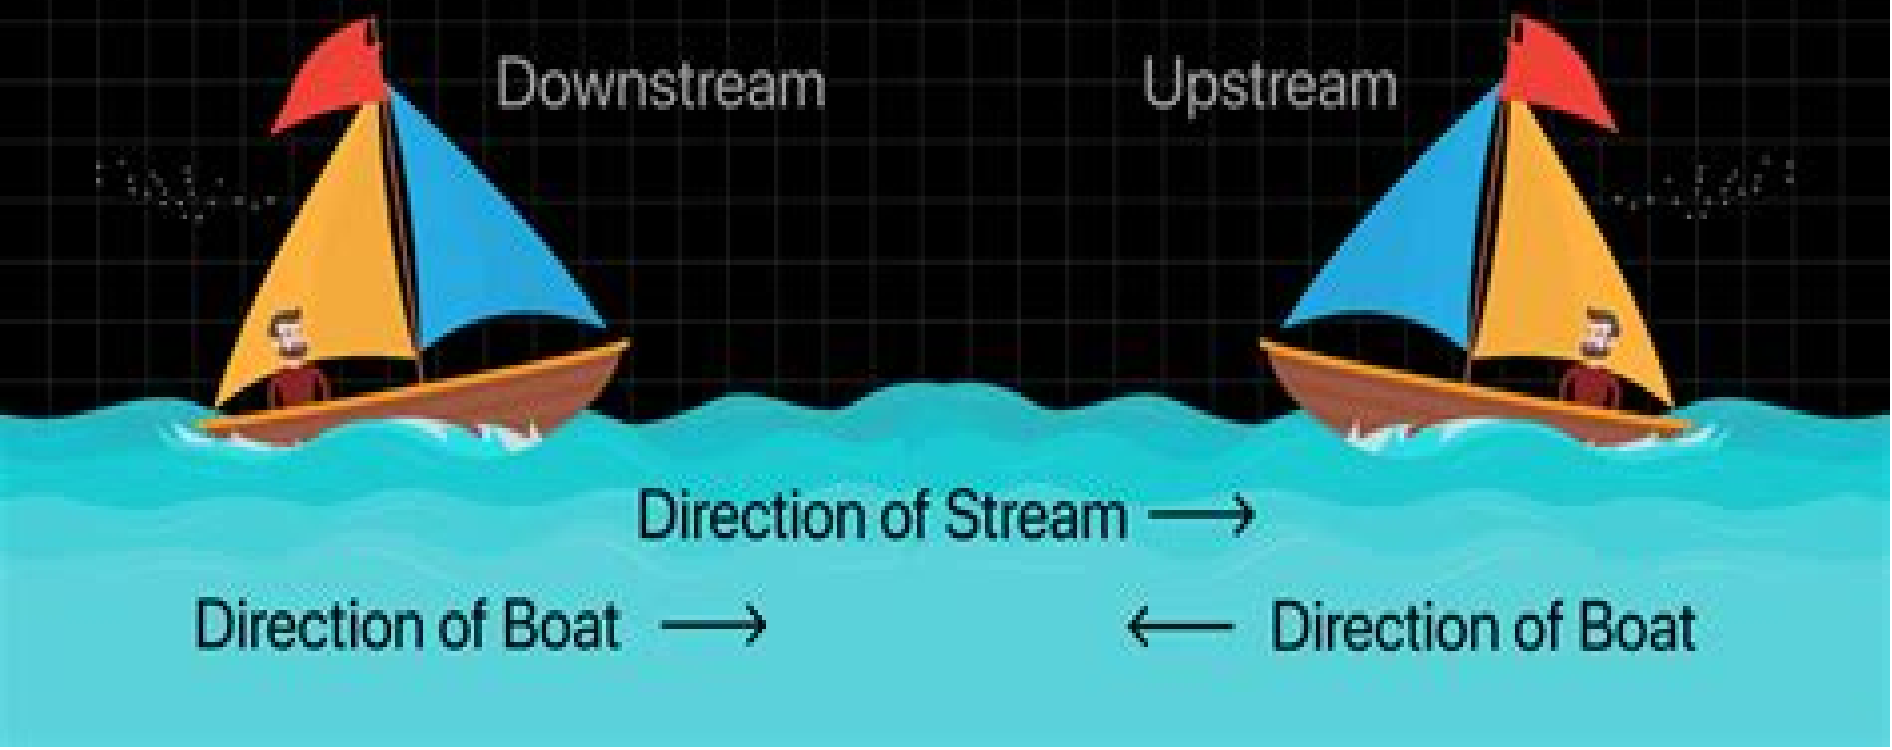 Downstream
Upstream
Direction of Stream →
Direction of Boat →
← Direction of Boat